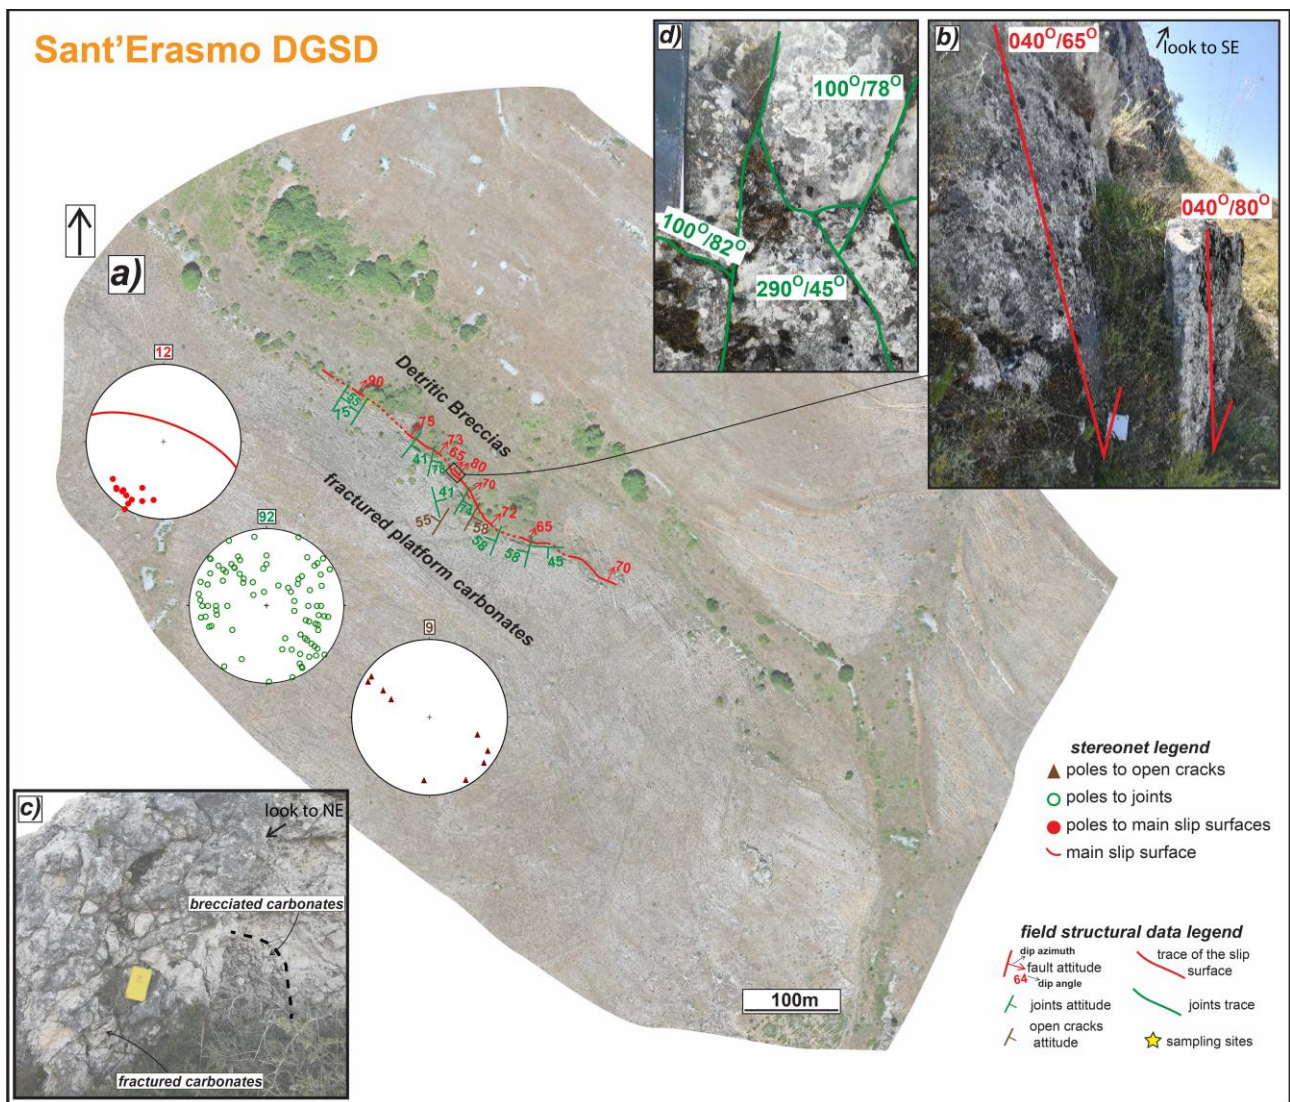 Sant'Erasmo DGSD
d)
100°/78°
100°/82°
290°/45°
b)
040°/65°
look to SE
040°/80°
a)
12
92
9
Detritic Breccias
fractured platform carbonates
90
55
75
75
73
65
80
41
78
70
41
74
72
55
58
58
65
58
45
70
c)
look to NE
brecciated carbonates
fractured carbonates
100m
stereonet legend
poles to open cracks
poles to joints
poles to main slip surfaces
main slip surface
field structural data legend
dip azimuth
fault attitude
64
dip angle
joints attitude
open cracks
attitude
trace of the slip
surface
joints trace
sampling sites